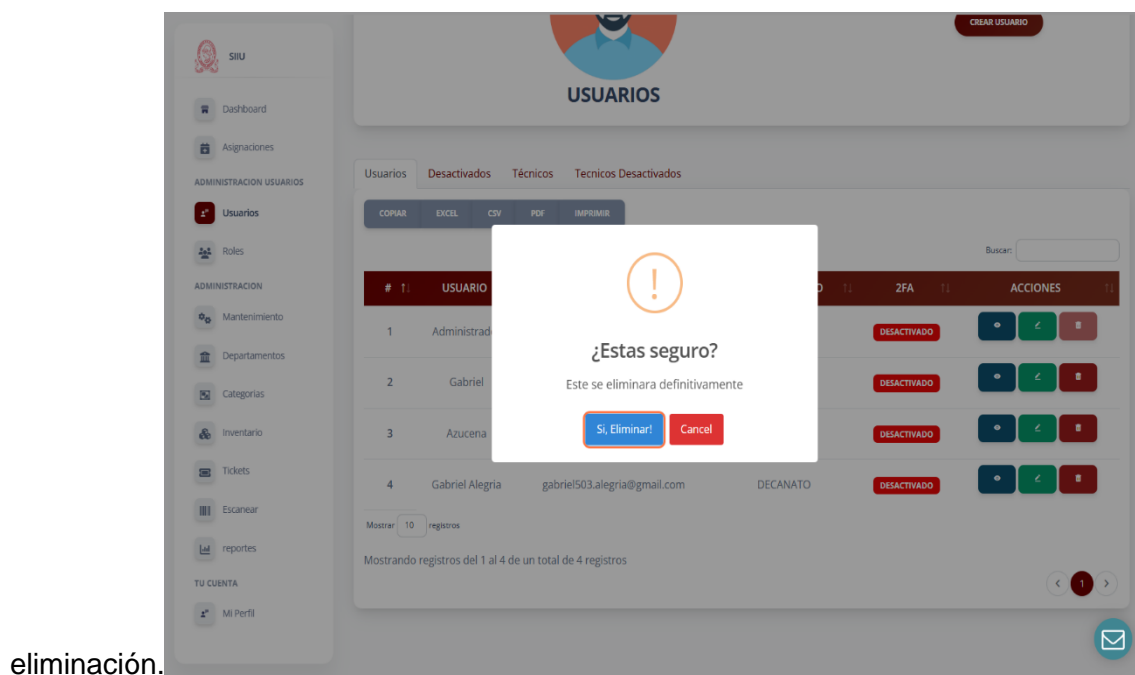 CREAR USUARIO
SIIU
USUARIOS
Dashboard
Asignaciones
ADMINISTRACION USUARIOS
Usuarios
Roles
ADMINISTRACION
Mantenimiento
Departamentos
Categorias
Inventario
Tickets
Escanear
reportes
TU CUENTA
Mi Perfil
Usuarios Desactivados Técnicos Tecnicos Desactivados
COPIAR EXCEL CSV PDF IMPRIMIR
Buscar:
# USUARIO 2FA ACCIONES
1 DESACTIVADO
2 Gabriel DESACTIVADO
3 Azucena DESACTIVADO
4 Gabriel Alegria gabriel503.alegria@gmail.com DECANATO DESACTIVADO
¿Estas seguro?
Este se eliminara definitivamente
Si, Eliminar! Cancel
Mostrar 10 registros
Mostrando registros del 1 al 4 de un total de 4 registros
1
eliminación.